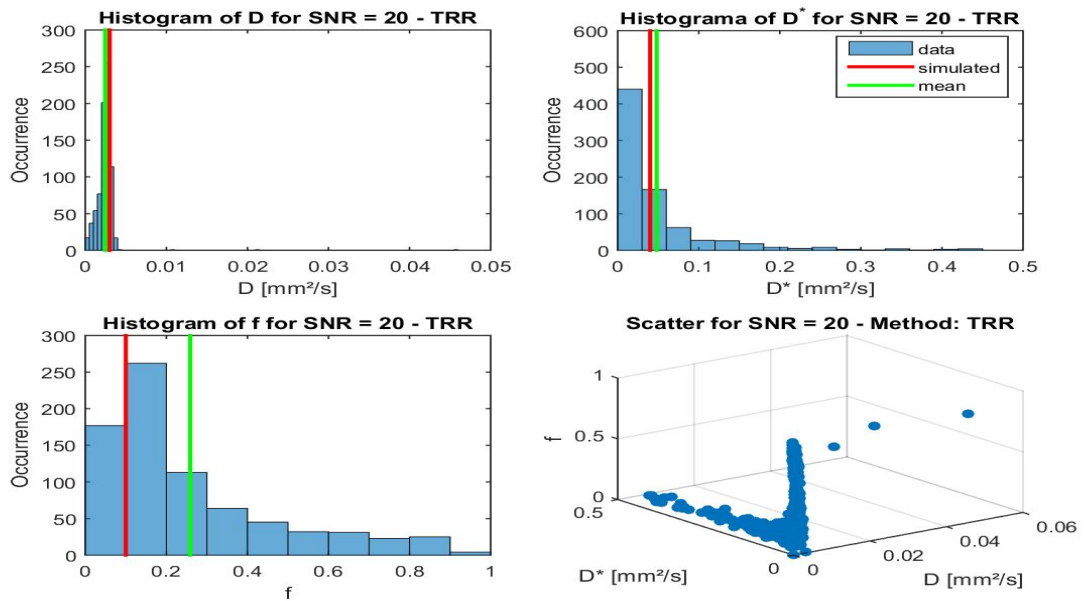 Histogram of D for SNR = 20 - TRR
300
250
200
150
100
50
0
Occurrence
0 0.01 0.02 0.03 0.04 0.05
D [mm²/s]
Histograma of D* for SNR = 20 - TRR
600
500
400
300
200
100
0
Occurrence
data
simulated
mean
0 0.1 0.2 0.3 0.4 0.5
D* [mm²/s]
Histogram of f for SNR = 20 - TRR
300
250
200
150
100
50
0
Occurrence
0 0.2 0.4 0.6 0.8 1
f
Scatter for SNR = 20 - Method: TRR
1
0.5
0
f
0.5
0
D* [mm²/s]
0
0.02
0.04
0.06
D [mm²/s]